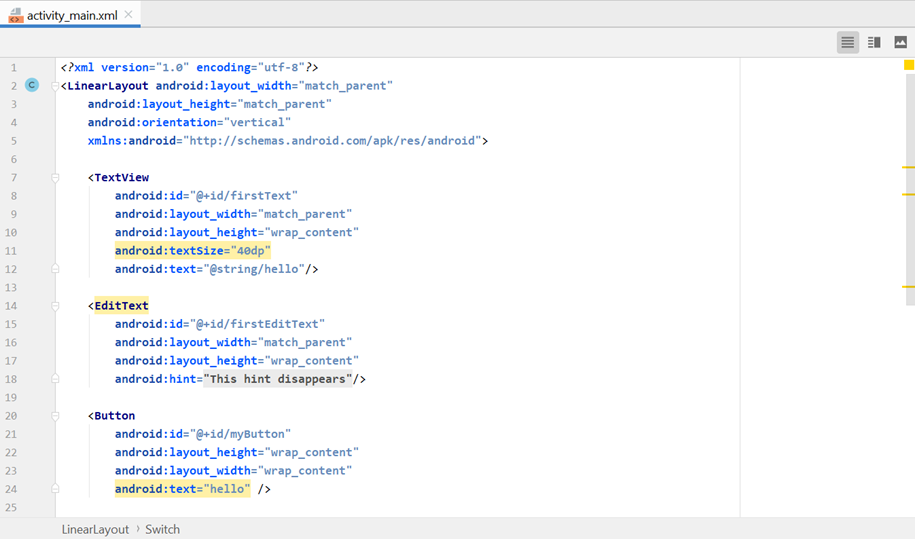 activity_main.xml
1 <?xml version="1.0" encoding="utf-8"?>
2 C <LinearLayout android:layout_width="match_parent"
3 android:layout_height="match_parent"
4 android:orientation="vertical"
5 xmlns:android="http://schemas.android.com/apk/res/android">
6
7 <TextView
8 android:id="@+id/firstText"
9 android:layout_width="match_parent"
10 android:layout_height="wrap_content"
11 android:textSize="40dp"
12 android:text="@string/hello"/>
13
14 <EditText
15 android:id="@+id/firstEditText"
16 android:layout_width="match_parent"
17 android:layout_height="wrap_content"
18 android:hint="This hint disappears"/>
19
20 <Button
21 android:id="@+id/myButton"
22 android:layout_height="wrap_content"
23 android:layout_width="wrap_content"
24 android:text="hello" />
25
LinearLayout › Switch